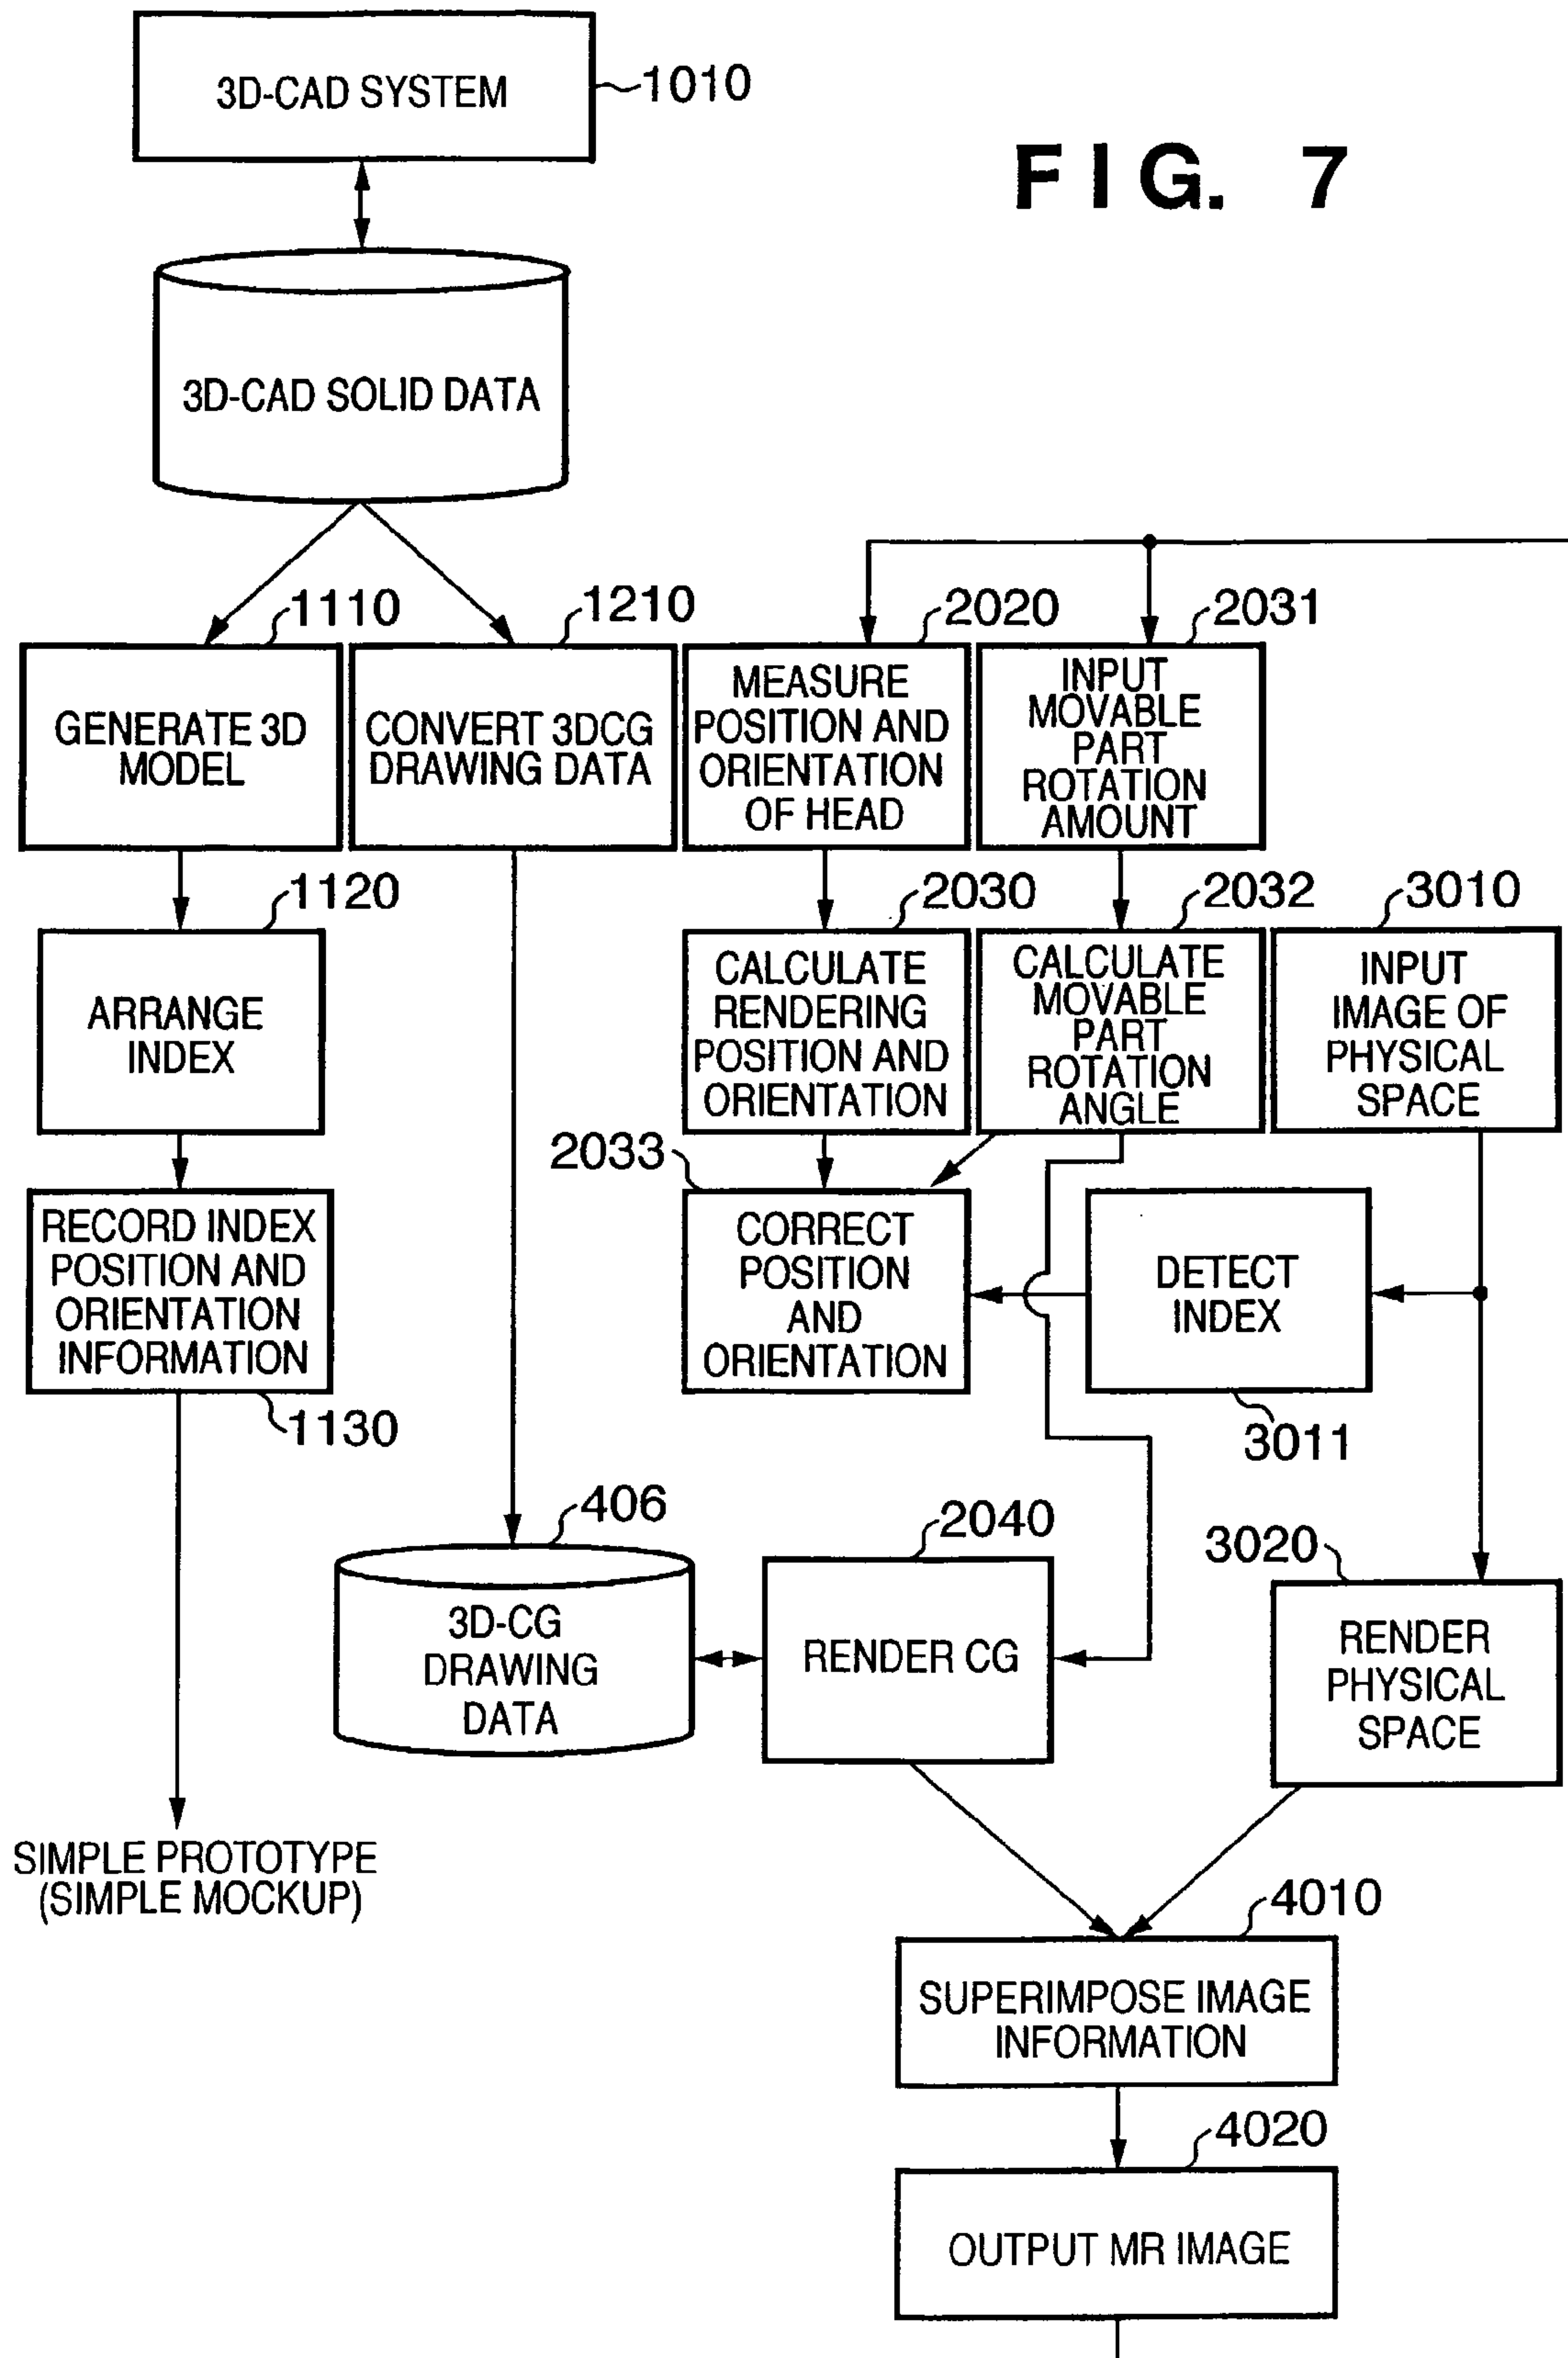 3D-CAD SYSTEM
1010
FIG. 7
3D-CAD SOLID DATA
1110
1210
2020
2031
GENERATE 3D
MODEL
CONVERT 3DCG
DRAWING DATA
MEASURE
POSITION AND
ORIENTATION
OF HEAD
INPUT
MOVABLE
PART
ROTATION
AMOUNT
1120
2030
2032
3010
ARRANGE
INDEX
CALCULATE
RENDERING
POSITION AND
ORIENTATION
CALCULATE
MOVABLE
PART
ROTATION
ANGLE
INPUT
IMAGE OF
PHYSICAL
SPACE
2033
RECORD INDEX
POSITION AND
ORIENTATION
INFORMATION
1130
CORRECT
POSITION
AND
ORIENTATION
DETECT
INDEX
3011
406
2040
3020
3D-CG
DRAWING
DATA
RENDER CG
RENDER
PHYSICAL
SPACE
SIMPLE PROTOTYPE
(SIMPLE MOCKUP)
4010
SUPERIMPOSE IMAGE
INFORMATION
4020
OUTPUT MR IMAGE